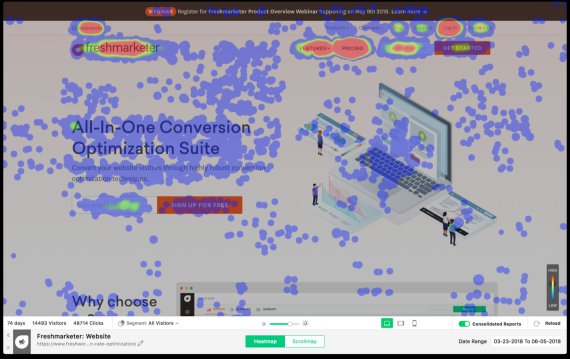 WEBINAR Register for Freshmarketer Product Overview Webinar happening on May 9th 2018. Learn more →
Log in
freshmarketer
FEATURES PRICING GET STARTED
All-In-One Conversion
Optimization Suite
Convert your website visitors through highly robust conversion
optimization techniques.
SIGN UP FOR FREE
Why choose
HIGH
LOW
74 days 14493 Visitors 48714 Clicks Segment: All Visitors Consolidated Reports Reload
Freshmarketer: Website
https://www.freshwor...n-rate-optimization/
Heatmap Scrollmap
Date Range 03-23-2018 To 06-05-2018